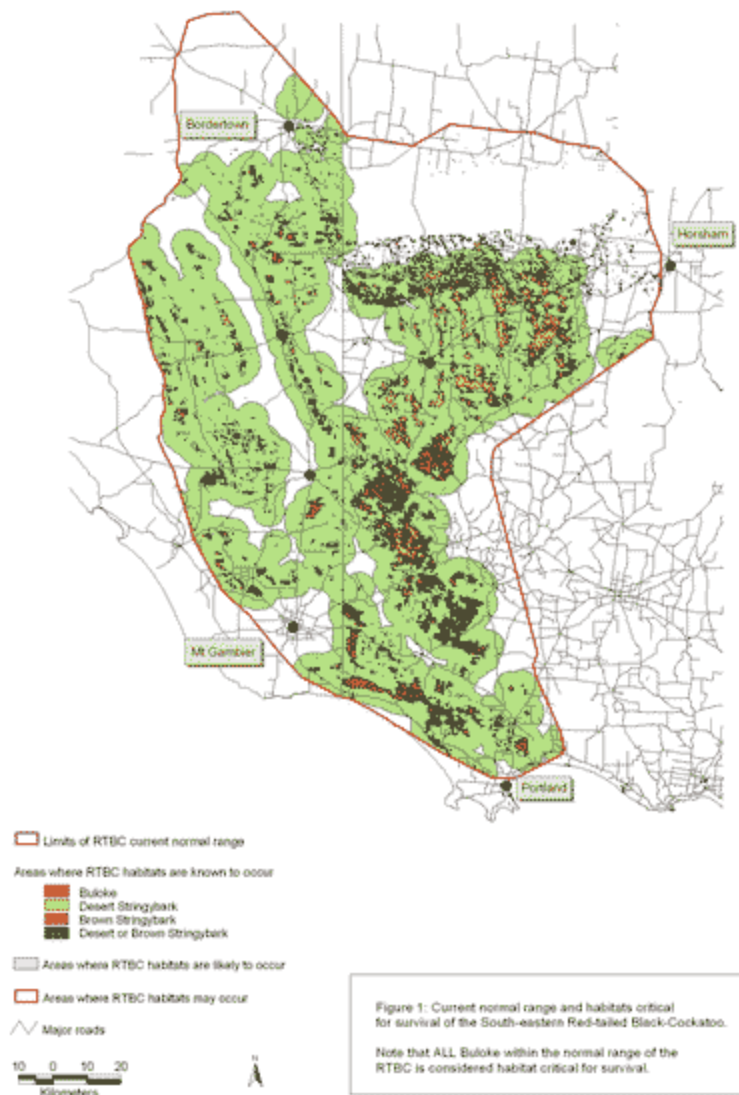 Bordertown
Horsham
Mt Gambier
Portland
Limits of RTBC current normal range
Areas where RTBC habitats are known to occur
Buloke
Desert Stringybark
Brown Stringybark
Desert or Brown Stringybark
Areas where RTBC habitats are likely to occur
Areas where RTBC habitats may occur
Major roads
10 0 10 20
Kilometers
N
Figure 1: Current normal range and habitats critical
for survival of the South-eastern Red-tailed Black-Cockatoo.
Note that ALL Buloke within the normal range of the
RTBC is considered habitat critical for survival.